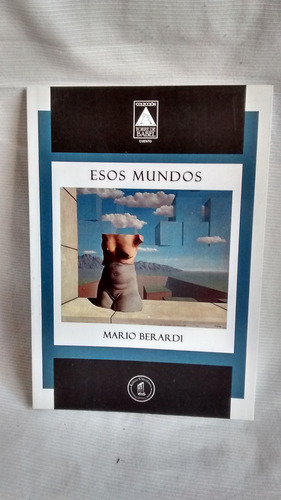 COLECCIÓN
TORRE DE
BABEL
CUENTO
ESOS MUNDOS
MARIO BERARDI